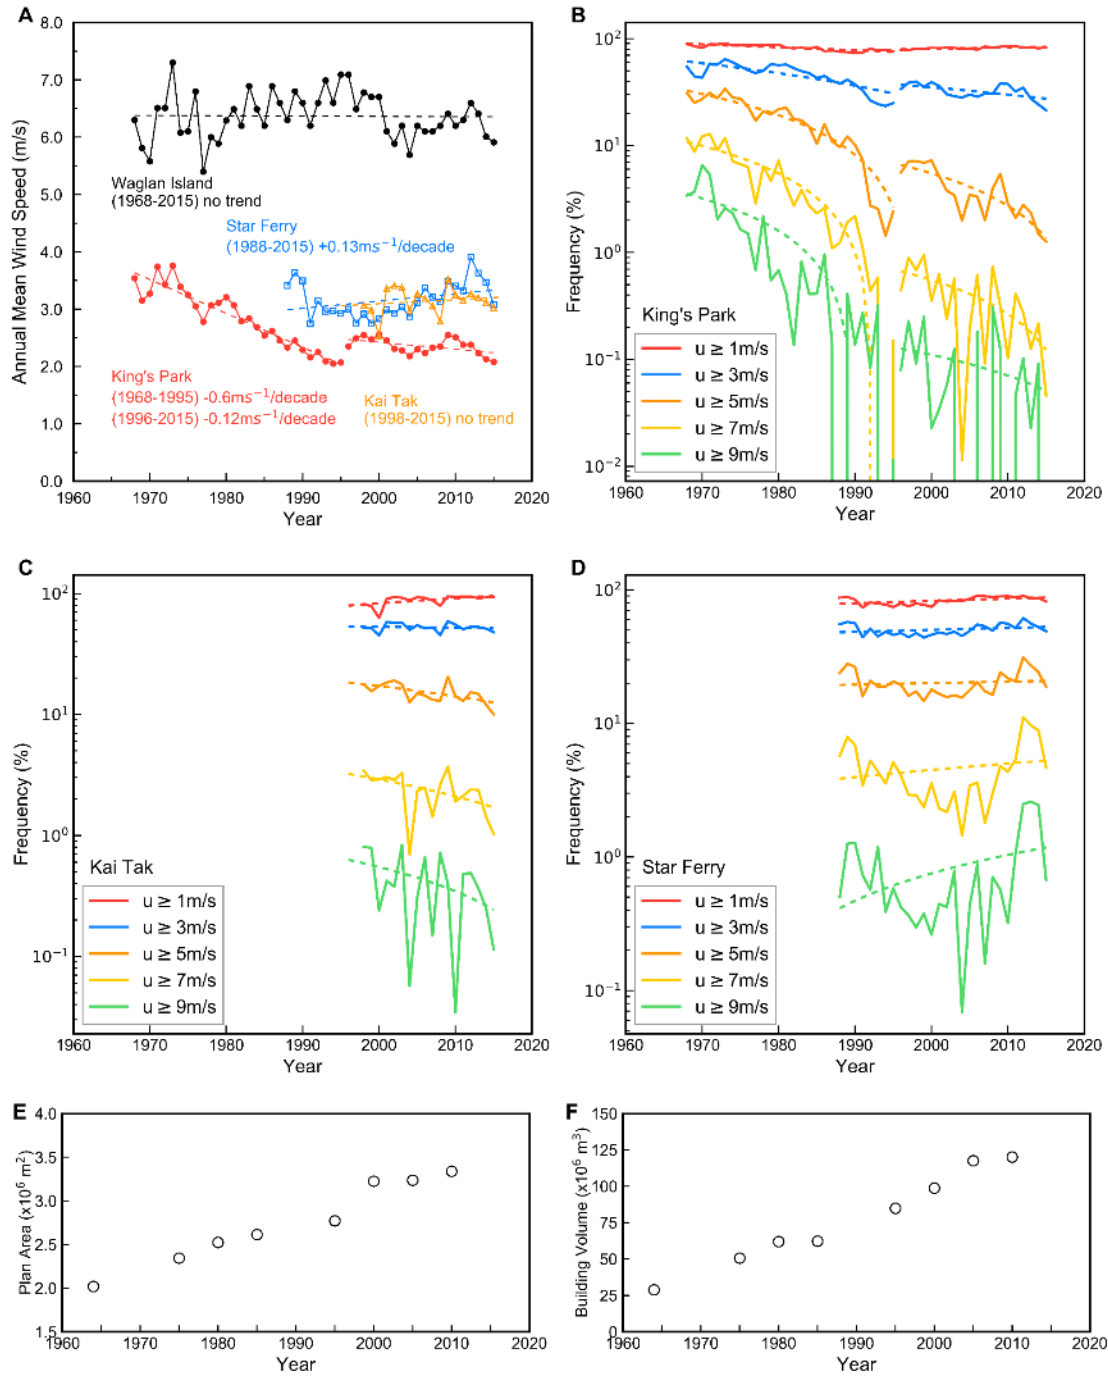 A
8.0
7.0
6.0
5.0
4.0
3.0
2.0
1.0
0.0
Annual Mean Wind Speed (m/s)
Waglan Island
(1968-2015) no trend
Star Ferry
(1988-2015) +0.13ms⁻¹/decade
King's Park
(1968-1995) -0.6ms⁻¹/decade
(1996-2015) -0.12ms⁻¹/decade
Kai Tak
(1998-2015) no trend
1960 1970 1980 1990 2000 2010 2020
Year
B
10²
10¹
10⁰
10⁻¹
10⁻²
Frequency (%)
King's Park
u ≥ 1m/s
u ≥ 3m/s
u ≥ 5m/s
u ≥ 7m/s
u ≥ 9m/s
1960 1970 1980 1990 2000 2010 2020
Year
C
10²
10¹
10⁰
10⁻¹
Frequency (%)
Kai Tak
u ≥ 1m/s
u ≥ 3m/s
u ≥ 5m/s
u ≥ 7m/s
u ≥ 9m/s
1960 1970 1980 1990 2000 2010 2020
Year
D
10²
10¹
10⁰
10⁻¹
Frequency (%)
Star Ferry
u ≥ 1m/s
u ≥ 3m/s
u ≥ 5m/s
u ≥ 7m/s
u ≥ 9m/s
1960 1970 1980 1990 2000 2010 2020
Year
E
4.0
3.5
3.0
2.5
2.0
1.5
Plan Area (x10⁶ m²)
1960 1970 1980 1990 2000 2010 2020
Year
F
150
125
100
75
50
25
0
Building Volume (x10⁶ m³)
1960 1970 1980 1990 2000 2010 2020
Year